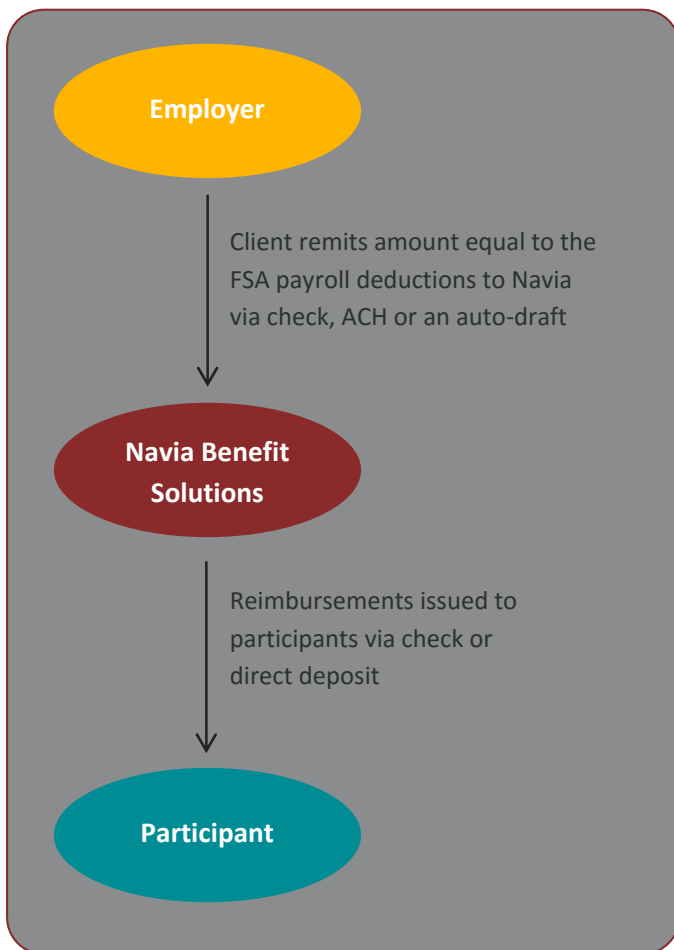 Employer
Client remits amount equal to the
FSA payroll deductions to Navia
via check, ACH or an auto-draft
Navia Benefit
Solutions
Reimbursements issued to
participants via check or
direct deposit
Participant